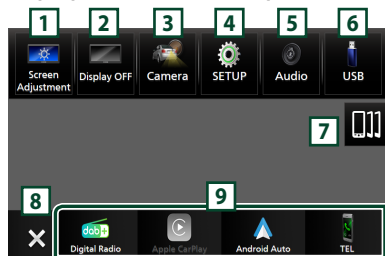 1 2 3 4 5 6
Screen Adjustment Display OFF Camera SETUP Audio USB
7
8 9
dab+
Digital Radio Apple CarPlay Android Auto TEL